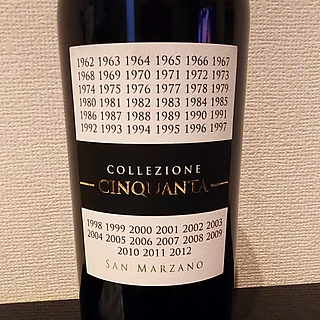 1962 1963 1964 1965 1966 1967
1968 1969 1970 1971 1972 1973
1974 1975 1976 1977 1978 1979
1980 1981 1982 1983 1984 1985
1986 1987 1988 1989 1990 1991
1992 1993 1994 1995 1996 1997
COLLEZIONE
CINQUANTA
1998 1999 2000 2001 2002 2003
2004 2005 2006 2007 2008 2009
2010 2011 2012
SAN MARZANO